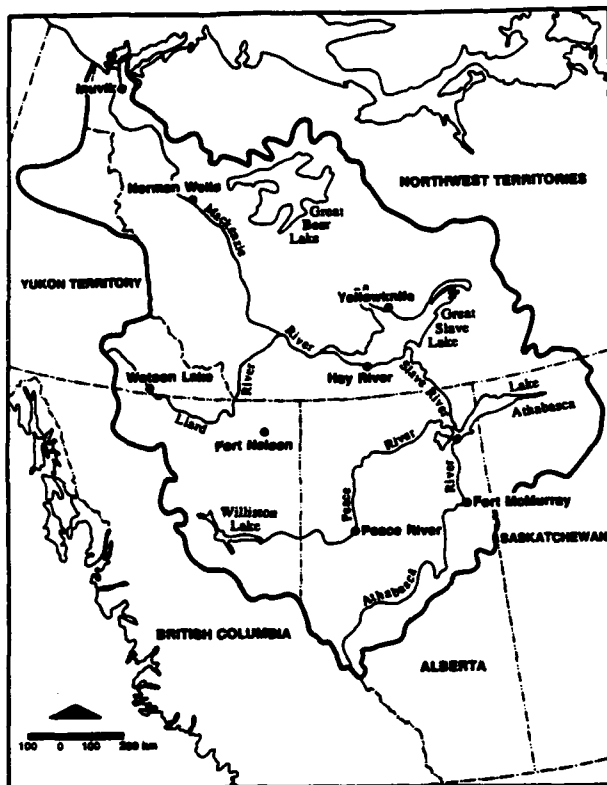 Inuvik
NORTHWEST TERRITORIES
Norman Wells
Great
Bear
Lake
Mackenzie
YUKON TERRITORY
Yellowknife
Great
Slave
Lake
River
Hay River
Slave River
Watson Lake
River
Liard
Lake
Athabasca
Fort Nelson
River
River
Peace
Fort McMurray
Williston
Lake
Peace River
SASKATCHEWAN
Athabasca
BRITISH COLUMBIA
ALBERTA
100 0 100 200 km